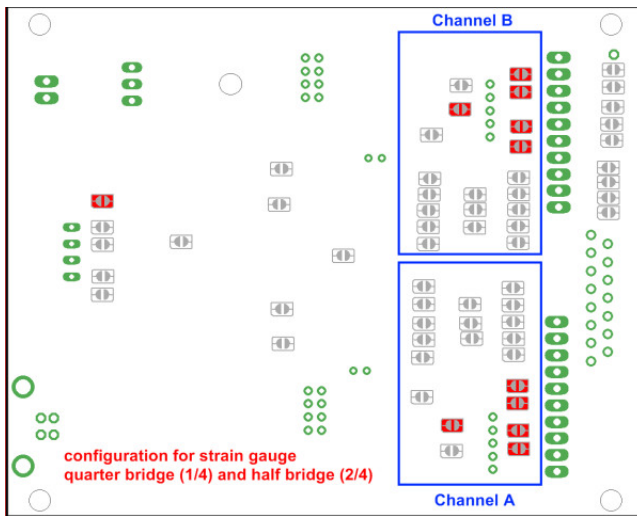 Channel B
configuration for strain gauge
quarter bridge (1/4) and half bridge (2/4)
Channel A